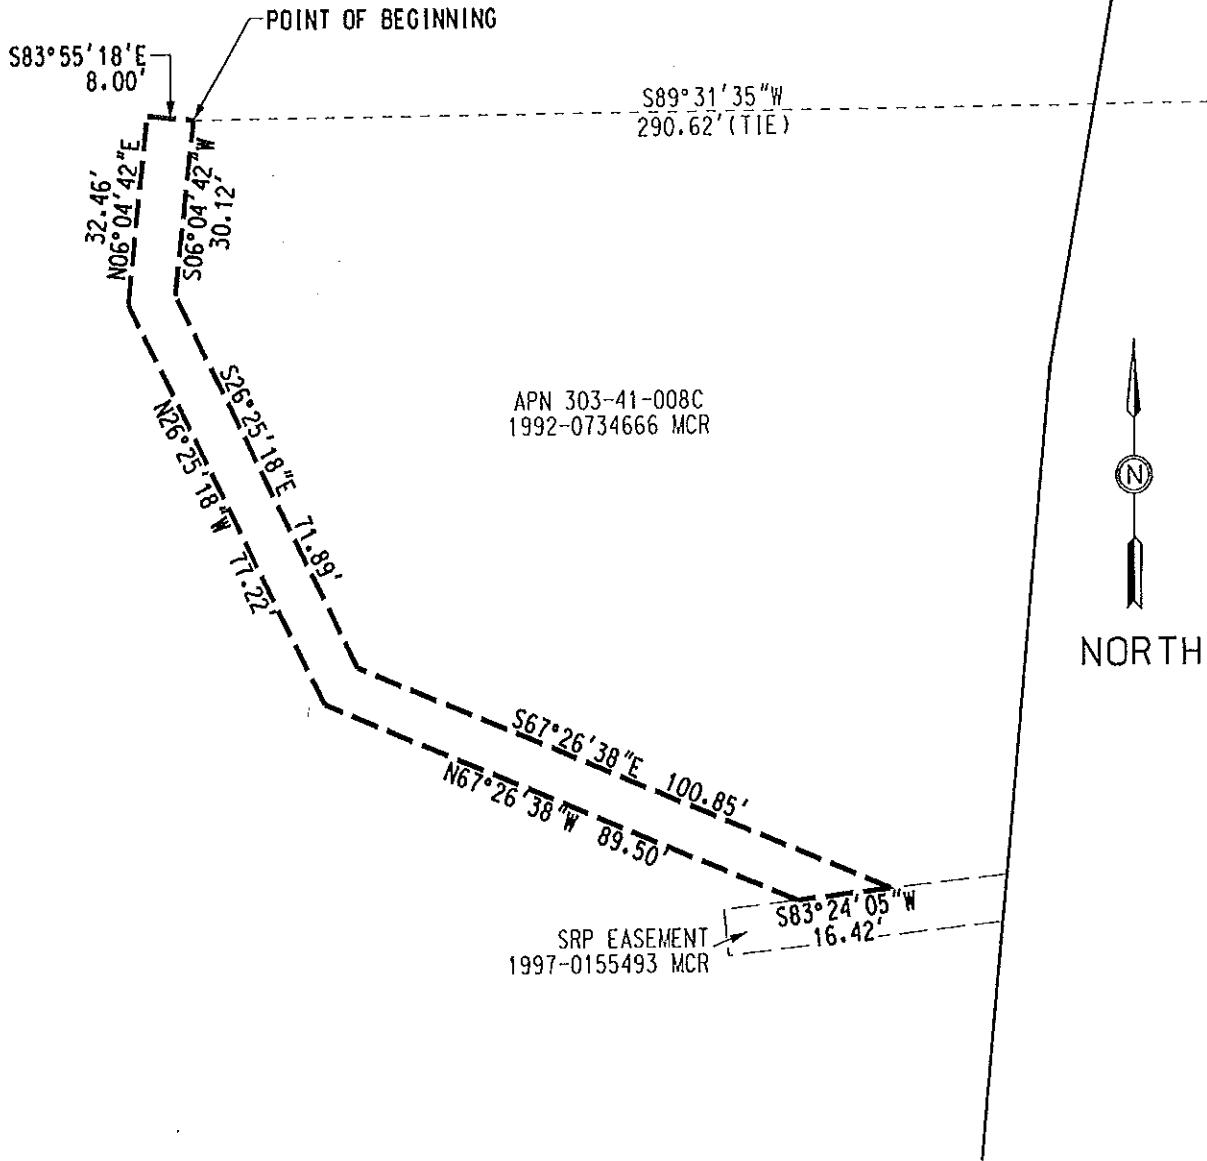 POINT OF BEGINNING
S83°55'18'E
8.00'
S89°31'35"W
290.62'(TIE)
32.46'
N06°04'42"E
S06°04'42"W
30.12'
S26°25'18"E 71.89'
N26°25'18"W 77.22'
APN 303-41-008C
1992-0734666 MCR
N
NORTH
S67°26'38"E 100.85'
N67°26'38"W 89.50'
S83°24'05"W
16.42'
SRP EASEMENT
1997-0155493 MCR